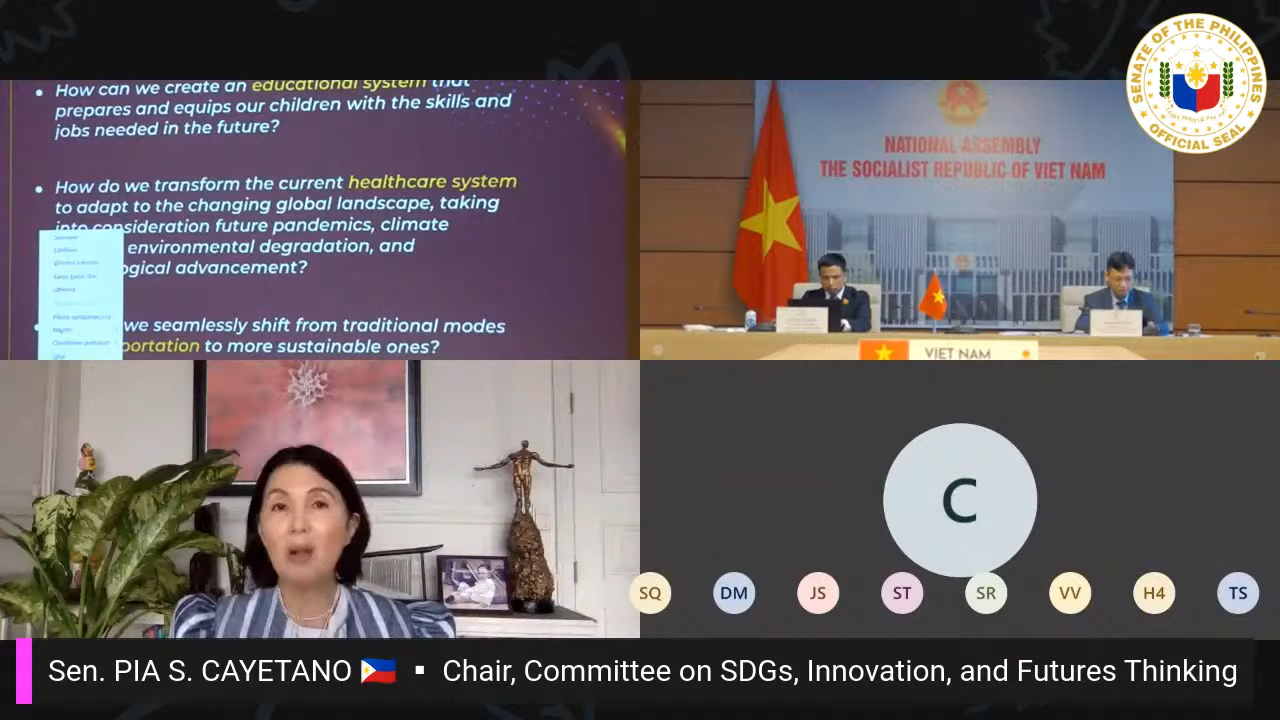 How can we create an educational system that
prepares and equips our children with the skills and
jobs needed in the future?
How do we transform the current healthcare system
to adapt to the changing global landscape, taking
into consideration future pandemics, climate
environmental degradation, and
ogical advancement?
we seamlessly shift from traditional modes
portation to more sustainable ones?
SENATE OF THE PHILIPPINES
OFFICIAL SEAL
NATIONAL ASSEMBLY
THE SOCIALIST REPUBLIC OF VIET NAM
VIET NAM
C
SQ DM JS ST SR VV H4 TS
Sen. PIA S. CAYETANO 🇵🇭 ▪ Chair, Committee on SDGs, Innovation, and Futures Thinking